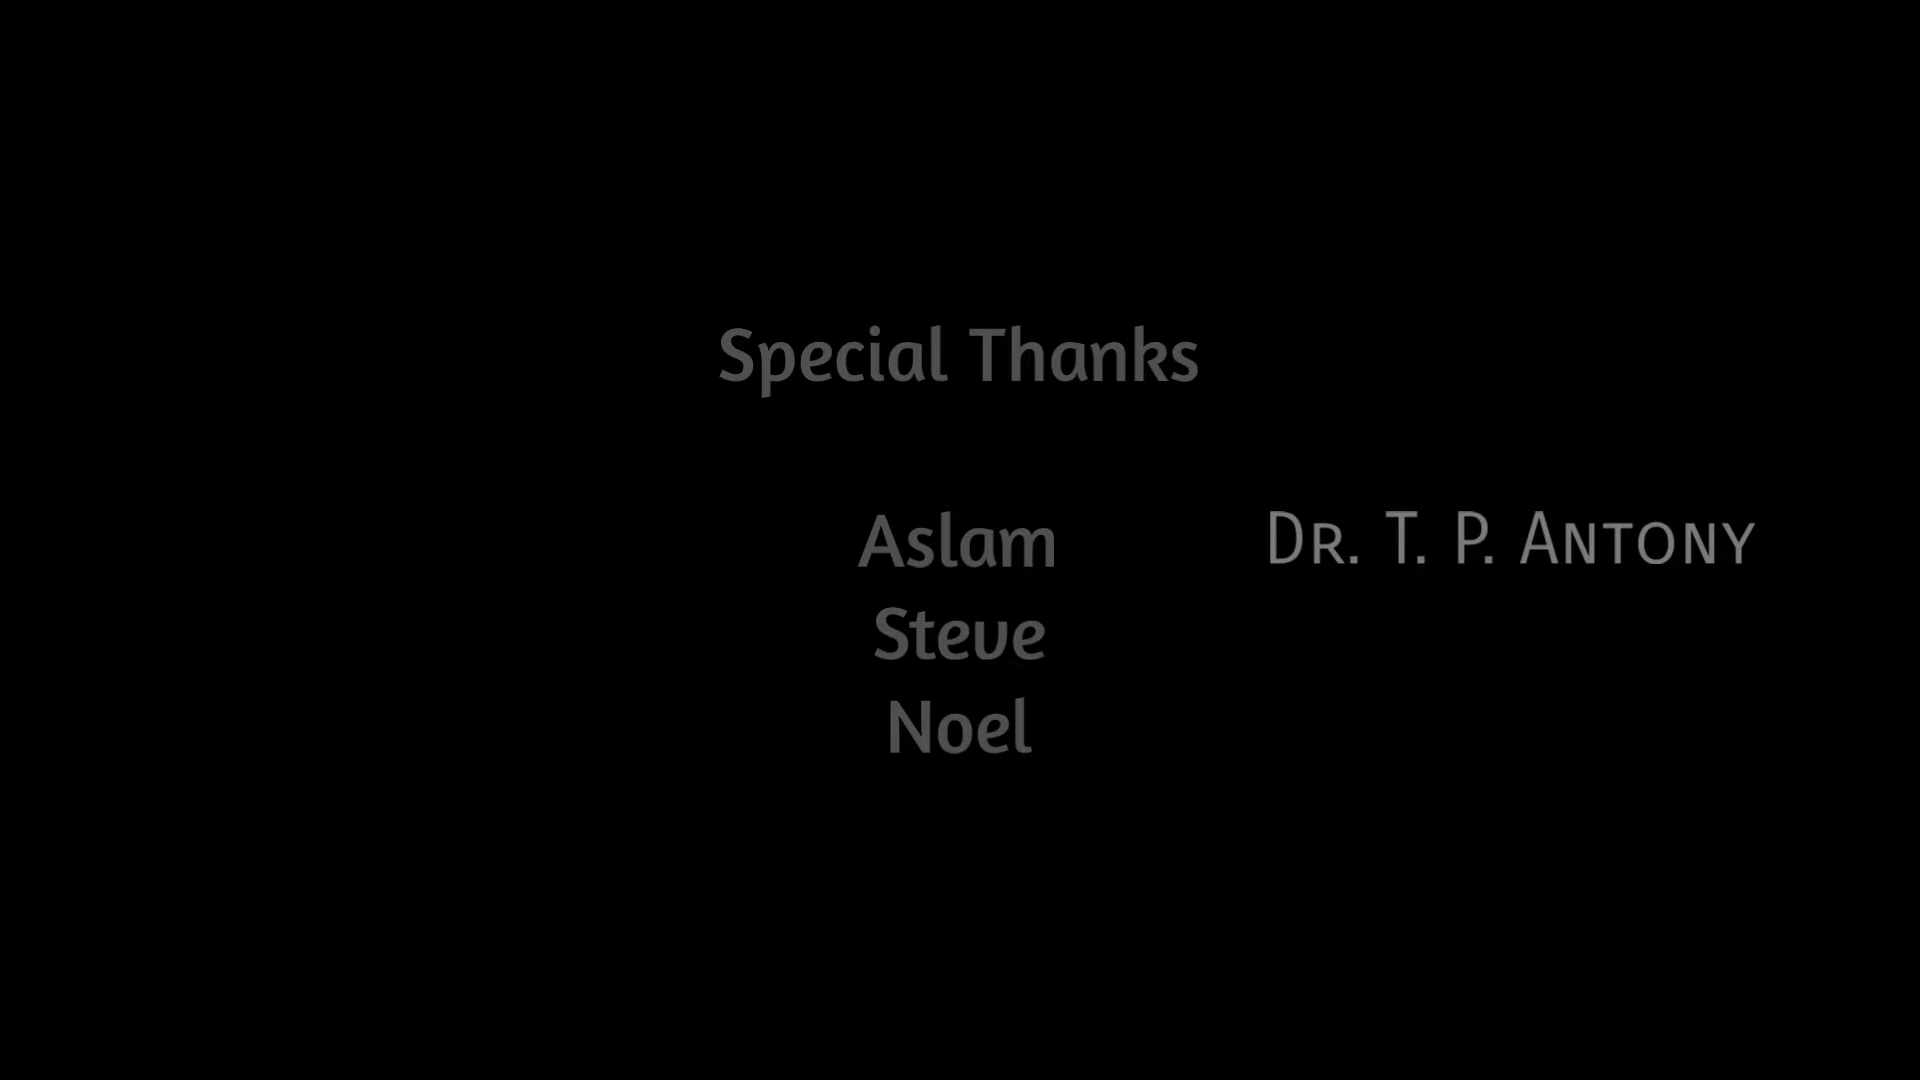 Special Thanks
Aslam
Dr. T. P. Antony
Steve
Noel